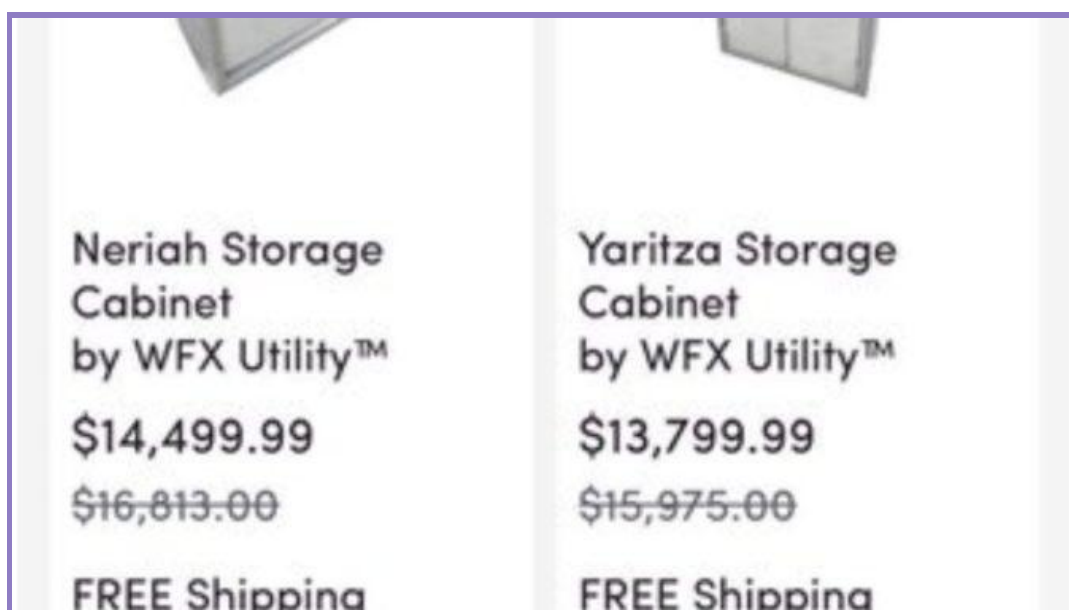 Neriah Storage
Cabinet
by WFX Utility™
$14,499.99
$16,813.00
FREE Shipping
Yaritza Storage
Cabinet
by WFX Utility™
$13,799.99
$15,975.00
FREE Shipping